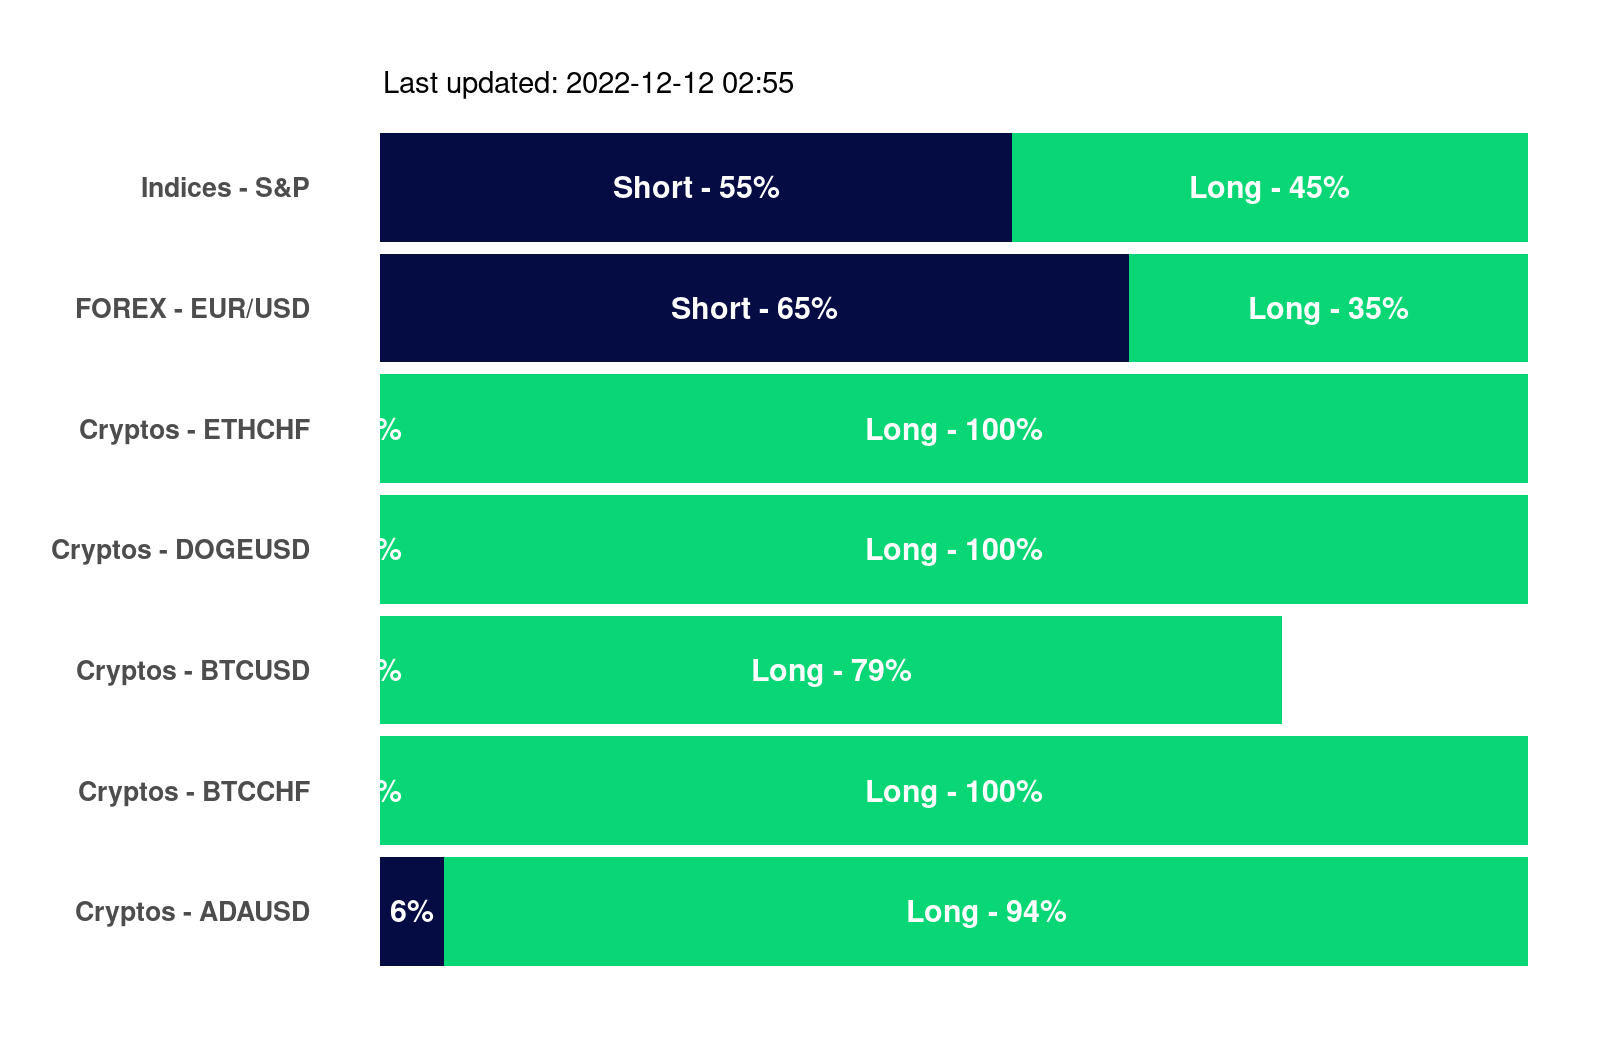 Last updated: 2022-12-12 02:55
Indices - S&P Short - 55% Long - 45%
FOREX - EUR/USD Short - 65% Long - 35%
Cryptos - ETHCHF % Long - 100%
Cryptos - DOGEUSD % Long - 100%
Cryptos - BTCUSD % Long - 79%
Cryptos - BTCCHF % Long - 100%
Cryptos - ADAUSD 6% Long - 94%